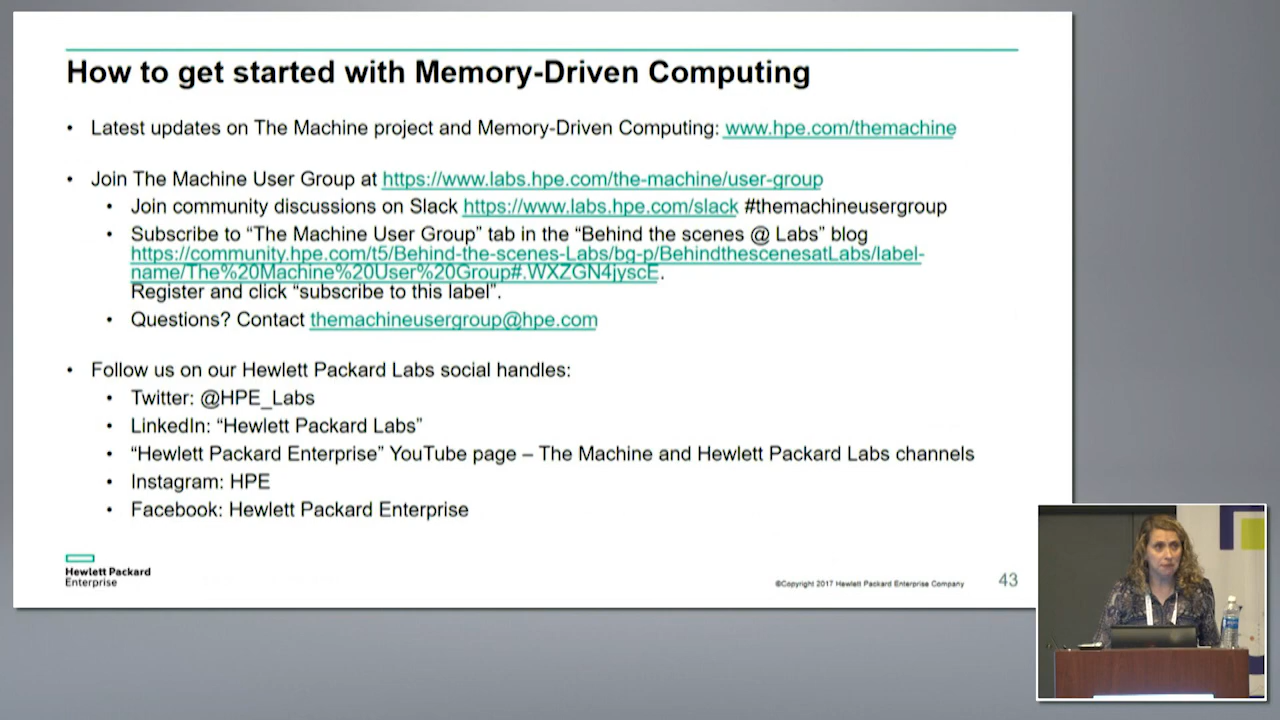 How to get started with Memory-Driven Computing
• Latest updates on The Machine project and Memory-Driven Computing: www.hpe.com/themachine
• Join The Machine User Group at https://www.labs.hpe.com/the-machine/user-group
• Join community discussions on Slack https://www.labs.hpe.com/slack #themachineusergroup
• Subscribe to “The Machine User Group” tab in the “Behind the scenes @ Labs” blog
https://community.hpe.com/t5/Behind-the-scenes-Labs/bg-p/BehindthescenesatLabs/label-
name/The%20Machine%20User%20Group#.WXZGN4jyscE.
Register and click “subscribe to this label”.
• Questions? Contact themachineusergroup@hpe.com
• Follow us on our Hewlett Packard Labs social handles:
• Twitter: @HPE_Labs
• LinkedIn: “Hewlett Packard Labs”
• “Hewlett Packard Enterprise” YouTube page – The Machine and Hewlett Packard Labs channels
• Instagram: HPE
• Facebook: Hewlett Packard Enterprise
Hewlett Packard
Enterprise
©Copyright 2017 Hewlett Packard Enterprise Company
43